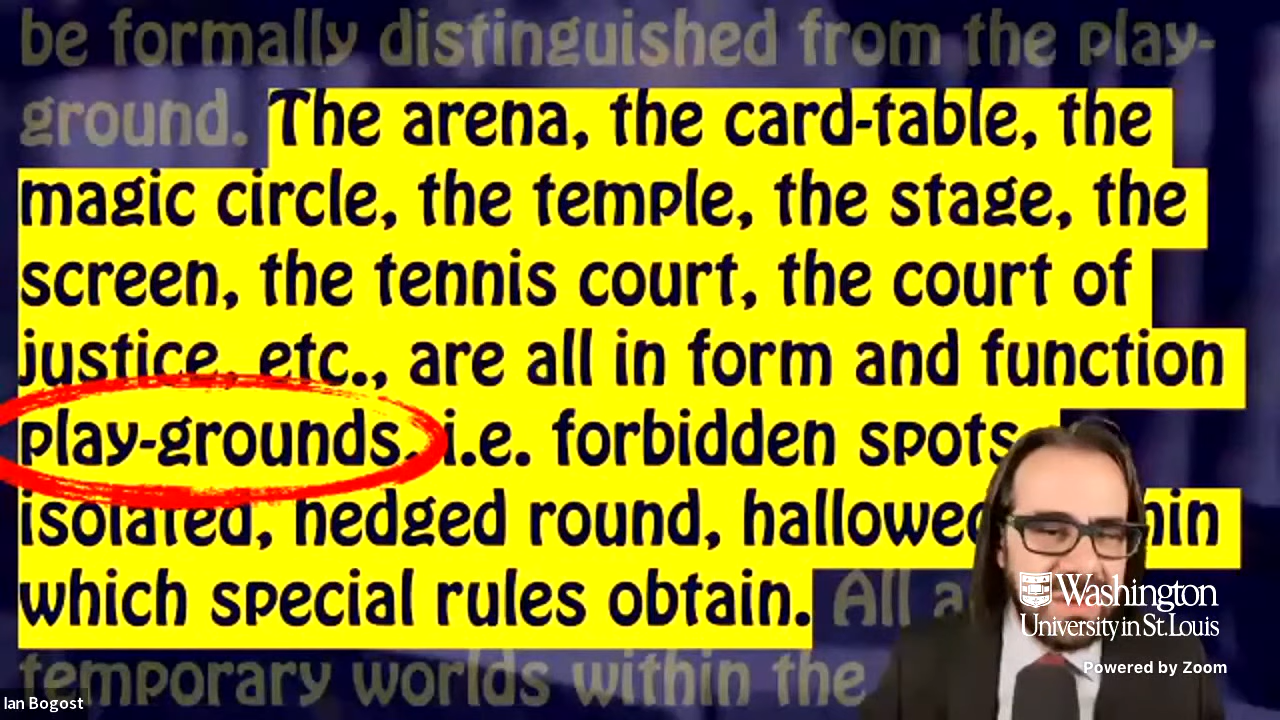 be formally distinguished from the play-
ground. The arena, the card-table, the
magic circle, the temple, the stage, the
screen, the tennis court, the court of
justice, etc., are all in form and function
play-grounds, i.e. forbidden spots
isolated, hedged round, hallowed
which special rules obtain. All
temporary worlds within the
Washington
University in St. Louis
Powered by Zoom
Ian Bogost